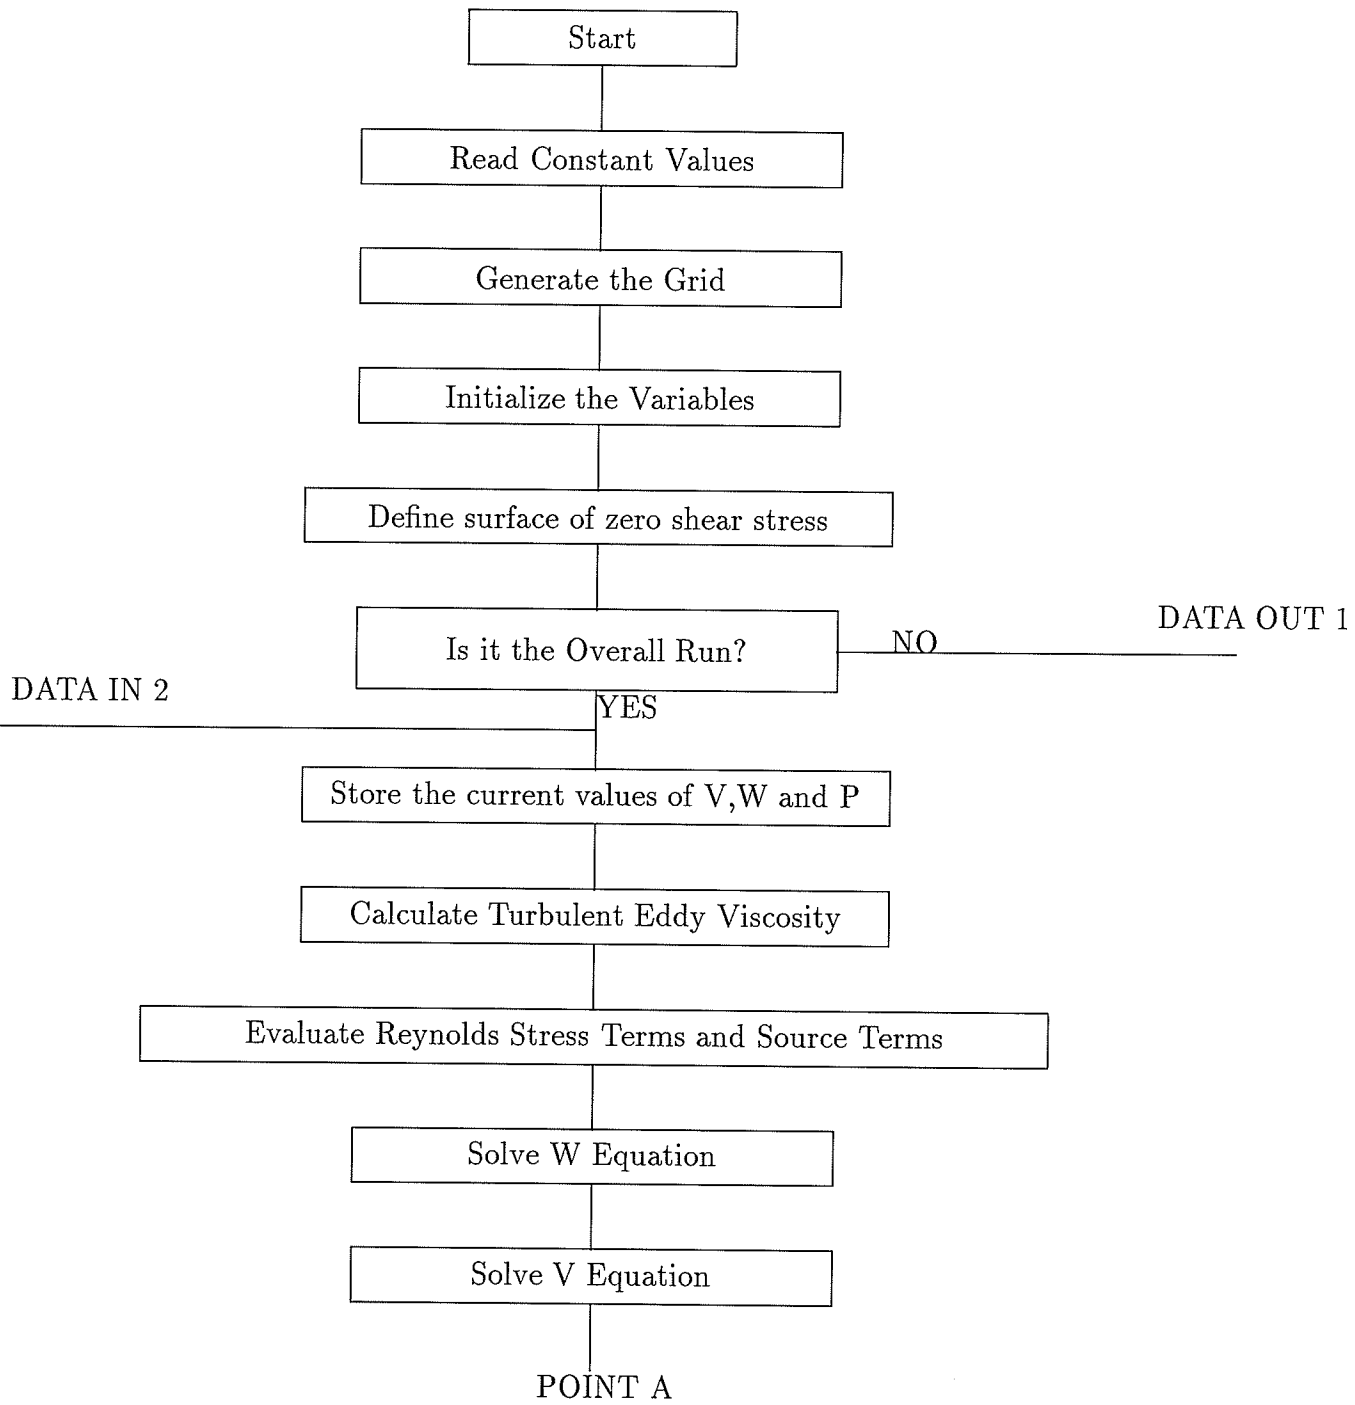 Start
Read Constant Values
Generate the Grid
Initialize the Variables
Define surface of zero shear stress
DATA OUT 1
Is it the Overall Run?
NO
DATA IN 2
YES
Store the current values of V,W and P
Calculate Turbulent Eddy Viscosity
Evaluate Reynolds Stress Terms and Source Terms
Solve W Equation
Solve V Equation
POINT A